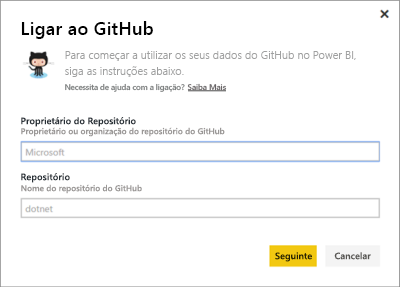 Ligar ao GitHub
Para começar a utilizar os seus dados do GitHub no Power BI,
siga as instruções abaixo.
Necessita de ajuda com a ligação? Saiba Mais
Proprietário do Repositório
Proprietário ou organização do repositório do GitHub
Microsoft
Repositório
Nome do repositório do GitHub
dotnet
Seguinte Cancelar